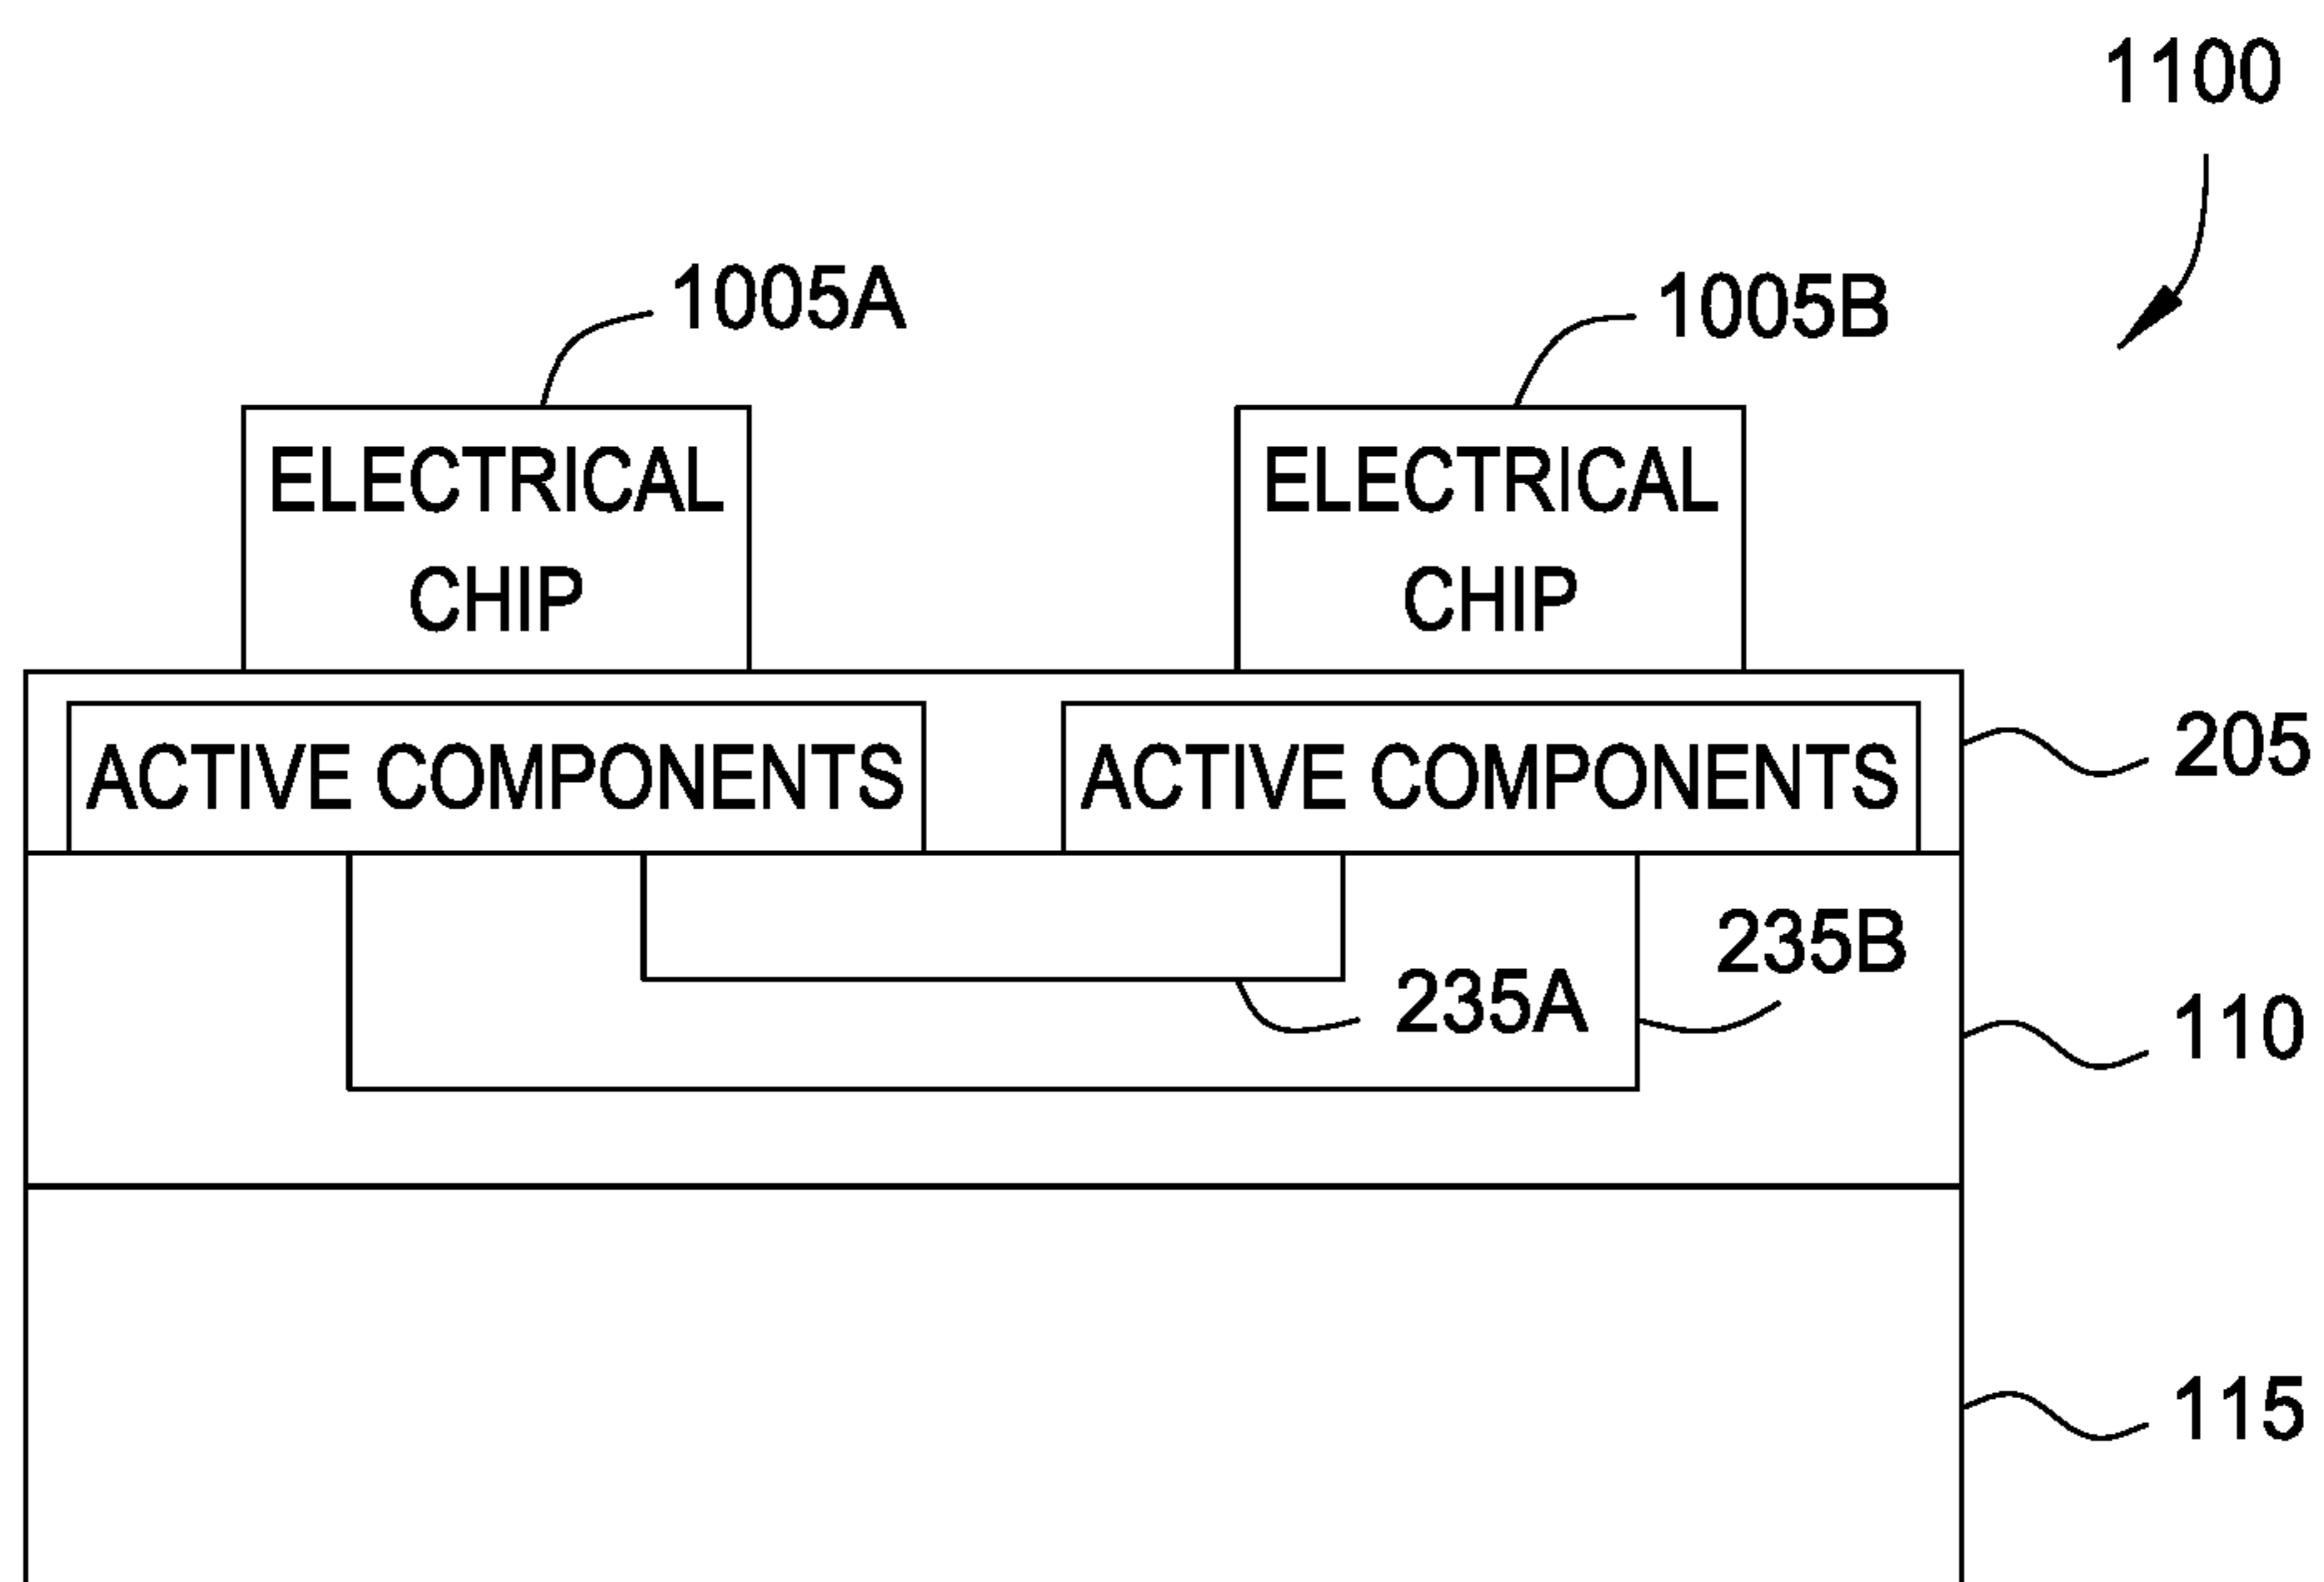 1100
1005A
1005B
ELECTRICAL
CHIP
ELECTRICAL
CHIP
205
ACTIVE COMPONENTS
ACTIVE COMPONENTS
235B
235A
110
115